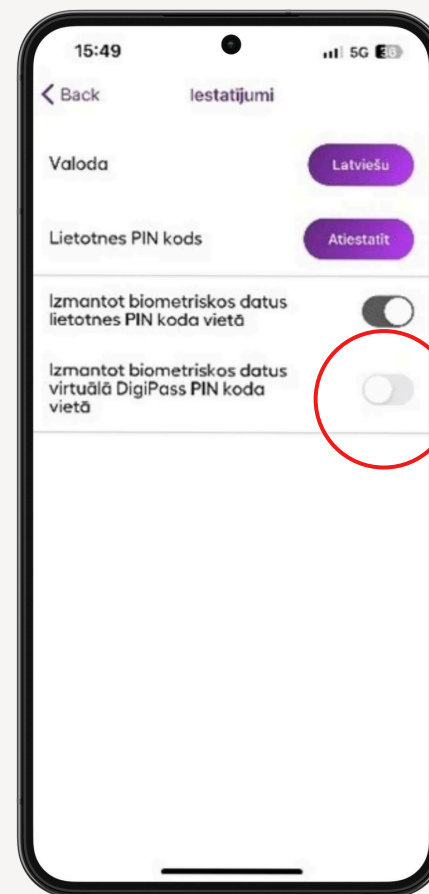 15:49 5G
Back Iestatījumi
Valoda Latviešu
Lietotnes PIN kods Atiestatīt
Izmantot biometriskos datus
lietotnes PIN koda vietā
Izmantot biometriskos datus
virtuālā DigiPass PIN koda
vietā